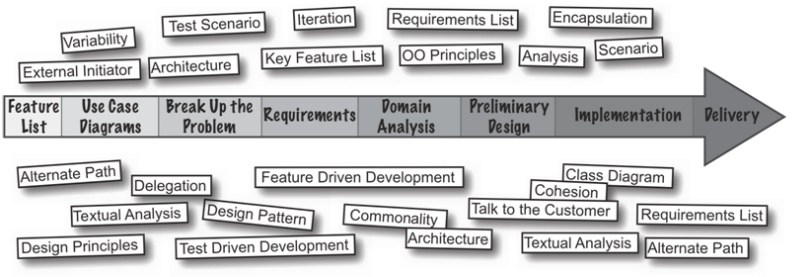 Variability
Test Scenario
Iteration
Requirements List
Encapsulation
External Initiator
Architecture
Key Feature List
OO Principles
Analysis
Scenario
Feature List
Use Case Diagrams
Break Up the Problem
Requirements
Domain Analysis
Preliminary Design
Implementation
Delivery
Alternate Path
Delegation
Feature Driven Development
Class Diagram
Cohesion
Textual Analysis
Design Pattern
Commonality
Talk to the Customer
Requirements List
Design Principles
Test Driven Development
Architecture
Textual Analysis
Alternate Path